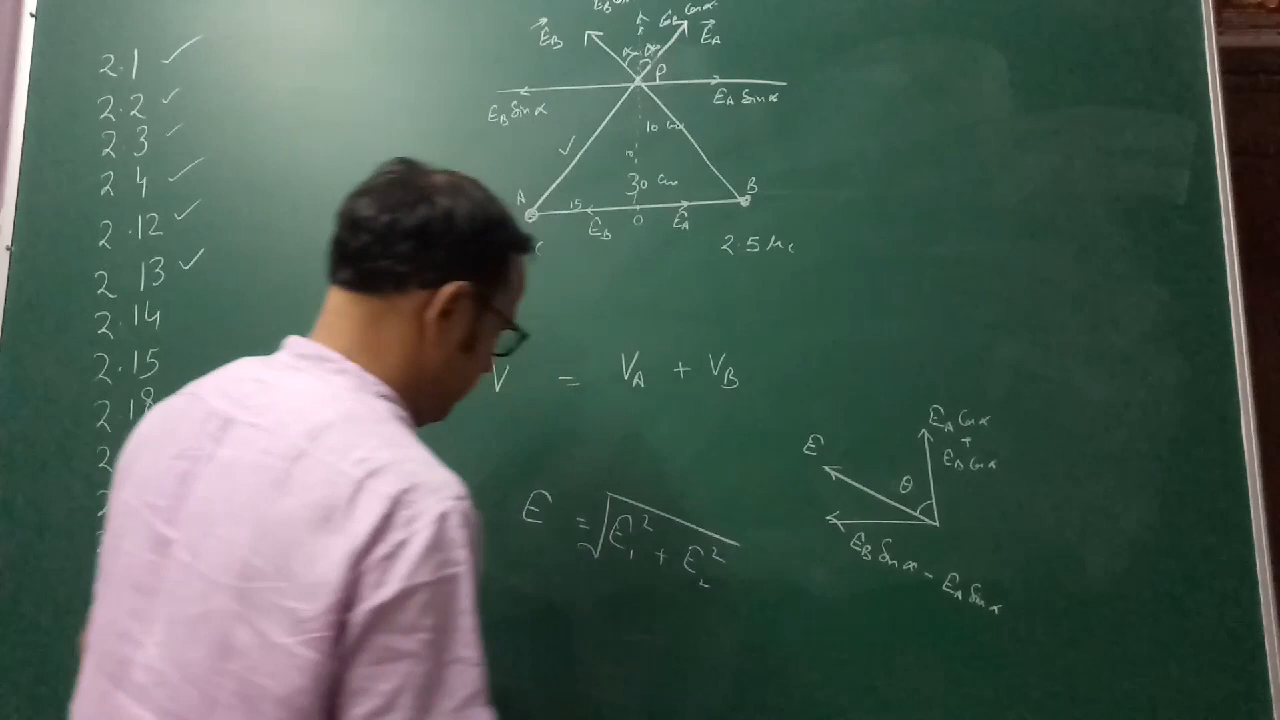 2.1
2.2
2.3
2.4
2.12
2.13
2.14
2.15
2.18
2
E_B
E_A
P
E_B Sin α
E_A Sin α
10 cm
30 cm
A
15
B
E_B
O
E_A
2.5 μc
V = V_A + V_B
E_A Cos α
+
E_B Cos α
E
θ
E_B Sin α - E_A Sin α
E = √E₁² + E₂²